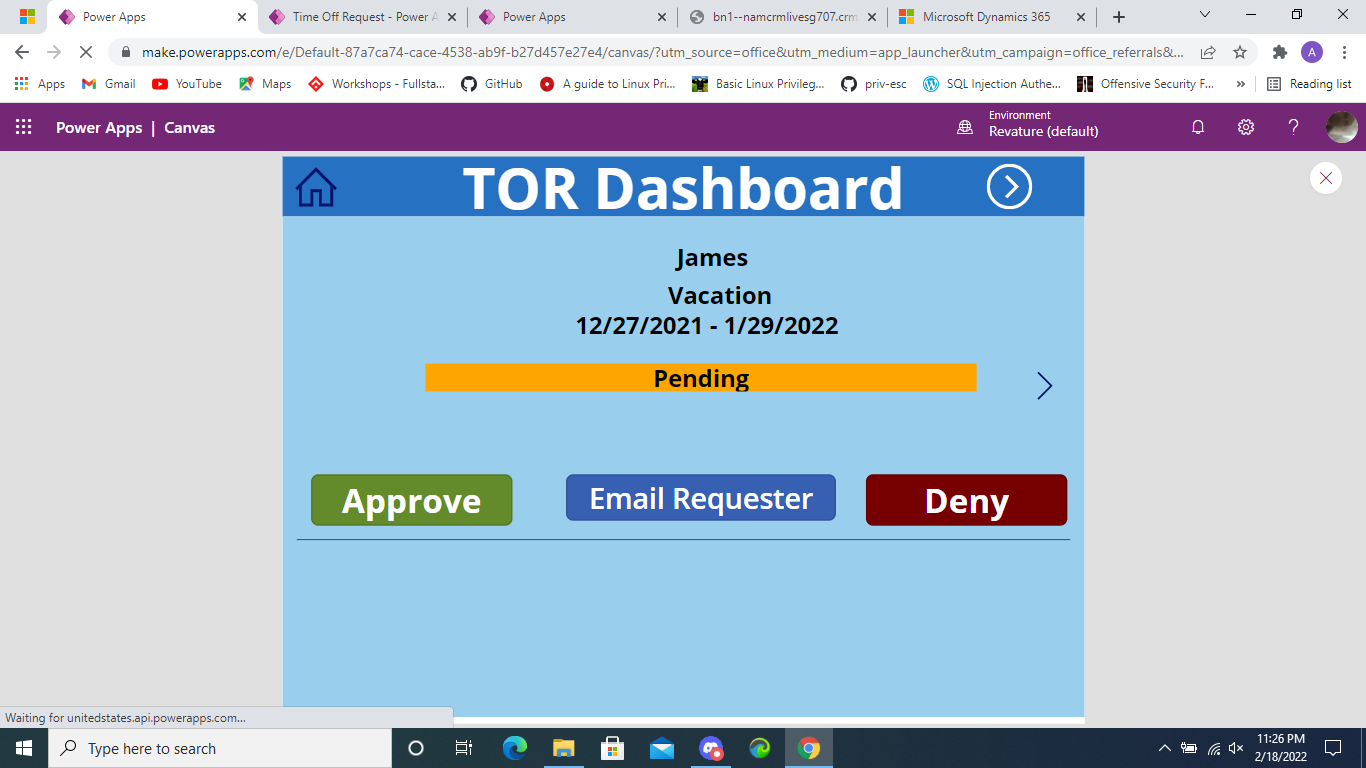 Power Apps
Time Off Request - Power A
Power Apps
bn1--namcrmlivesg707.crm.
Microsoft Dynamics 365
make.powerapps.com/e/Default-87a7ca74-cace-4538-ab9f-b27d457e27e4/canvas/?utm_source=office&utm_medium=app_launcher&utm_campaign=office_referrals&...
A
Apps
Gmail
YouTube
Maps
Workshops - Fullsta...
GitHub
A guide to Linux Pri...
Basic Linux Privileg...
priv-esc
SQL Injection Authe...
Offensive Security F...
»
Reading list
Power Apps | Canvas
Environment
Revature (default)
?
TOR Dashboard
James
Vacation
12/27/2021 - 1/29/2022
Pending
Approve
Email Requester
Deny
Waiting for unitedstates.api.powerapps.com...
Type here to search
11:26 PM
2/18/2022